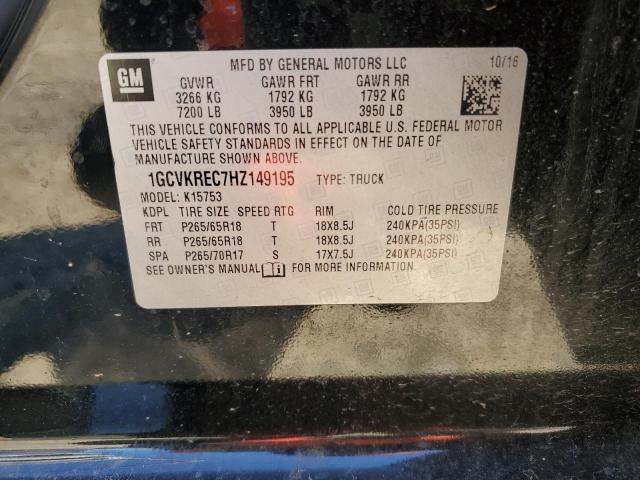 GM
MFD BY GENERAL MOTORS LLC 10/16
GVWR GAWR FRT GAWR RR
3266 KG 1792 KG 1792 KG
7200 LB 3950 LB 3950 LB
THIS VEHICLE CONFORMS TO ALL APPLICABLE U.S. FEDERAL MOTOR
VEHICLE SAFETY STANDARDS IN EFFECT ON THE DATE OF
MANUFACTURE SHOWN ABOVE.
1GCVKREC7HZ149195 TYPE: TRUCK
MODEL: K15753
KDPL TIRE SIZE SPEED RTG RIM COLD TIRE PRESSURE
FRT P265/65R18 T 18X8.5J 240KPA(35PSI)
RR P265/65R18 T 18X8.5J 240KPA(35PSI)
SPA P265/70R17 S 17X7.5J 240KPA(35PSI)
SEE OWNER'S MANUAL FOR MORE INFORMATION.